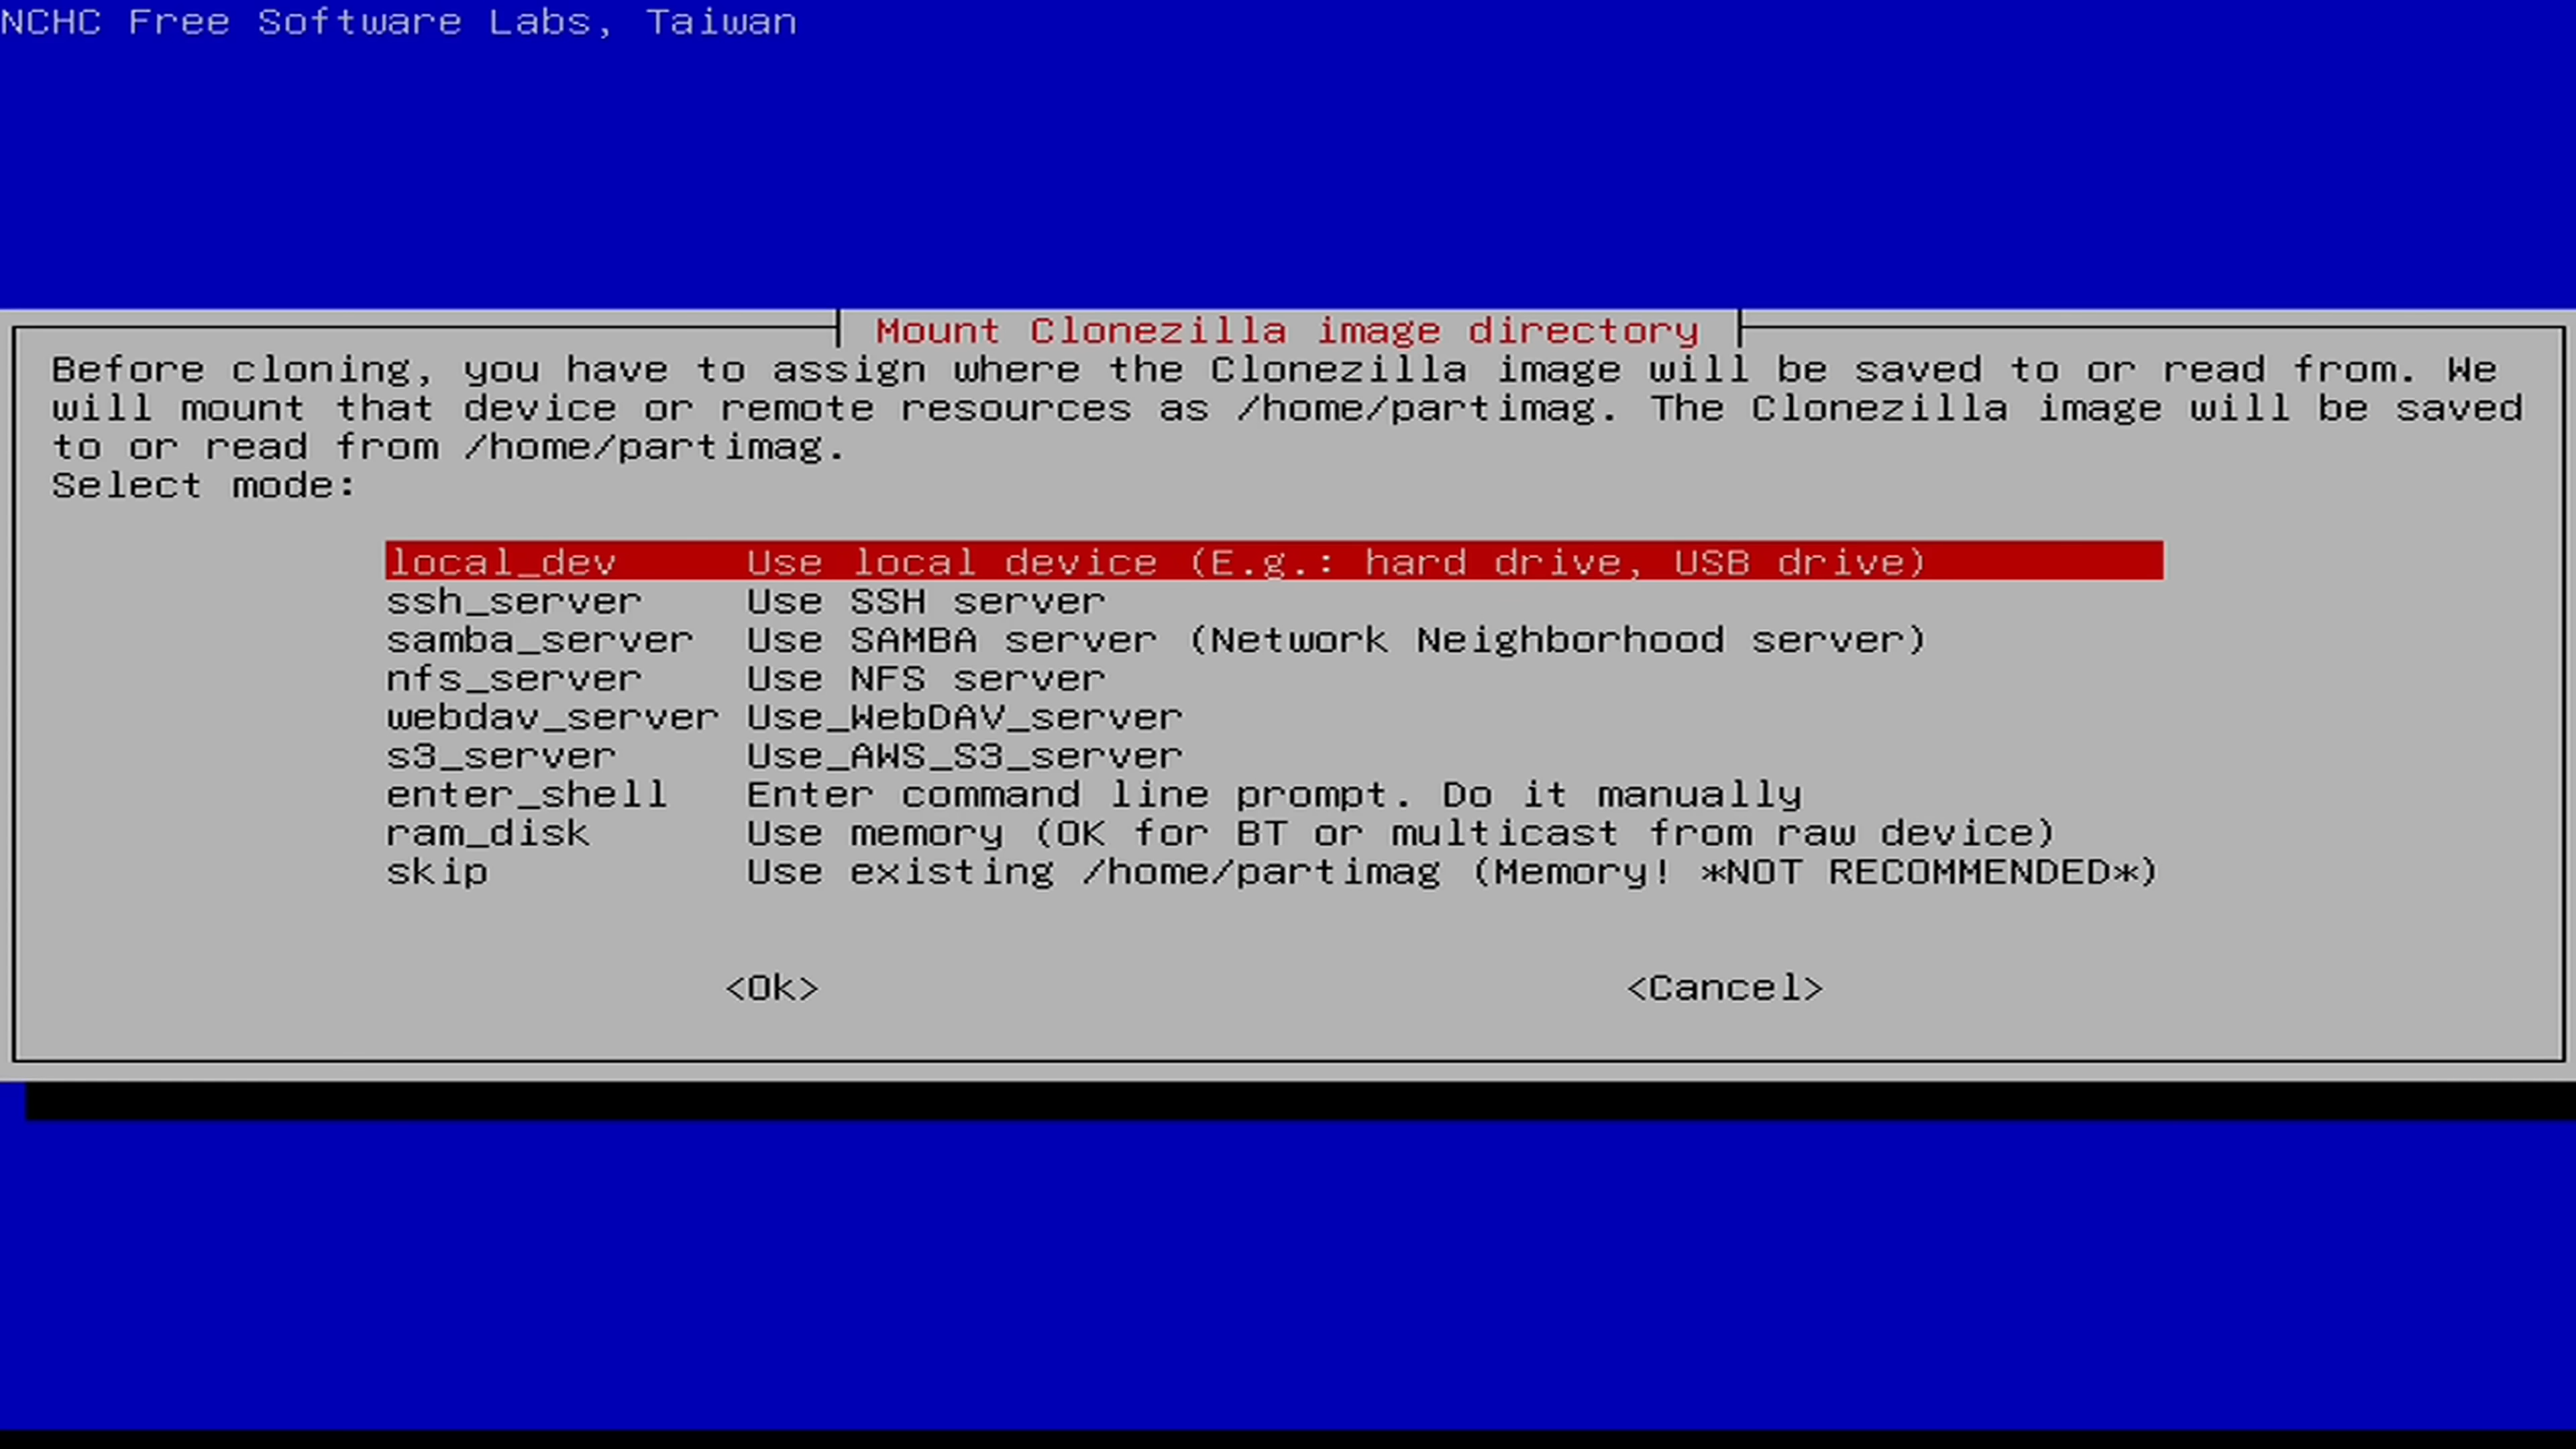 NCHC Free Software Labs, Taiwan
Mount Clonezilla image directory
Before cloning, you have to assign where the Clonezilla image will be saved to or read from. We
will mount that device or remote resources as /home/partimag. The Clonezilla image will be saved
to or read from /home/partimag.
Select mode:
local_dev Use local device (E.g.: hard drive, USB drive)
ssh_server Use SSH server
samba_server Use SAMBA server (Network Neighborhood server)
nfs_server Use NFS server
webdav_server Use_WebDAV_server
s3_server Use_AWS_S3_server
enter_shell Enter command line prompt. Do it manually
ram_disk Use memory (OK for BT or multicast from raw device)
skip Use existing /home/partimag (Memory! *NOT RECOMMENDED*)
<Ok> <Cancel>